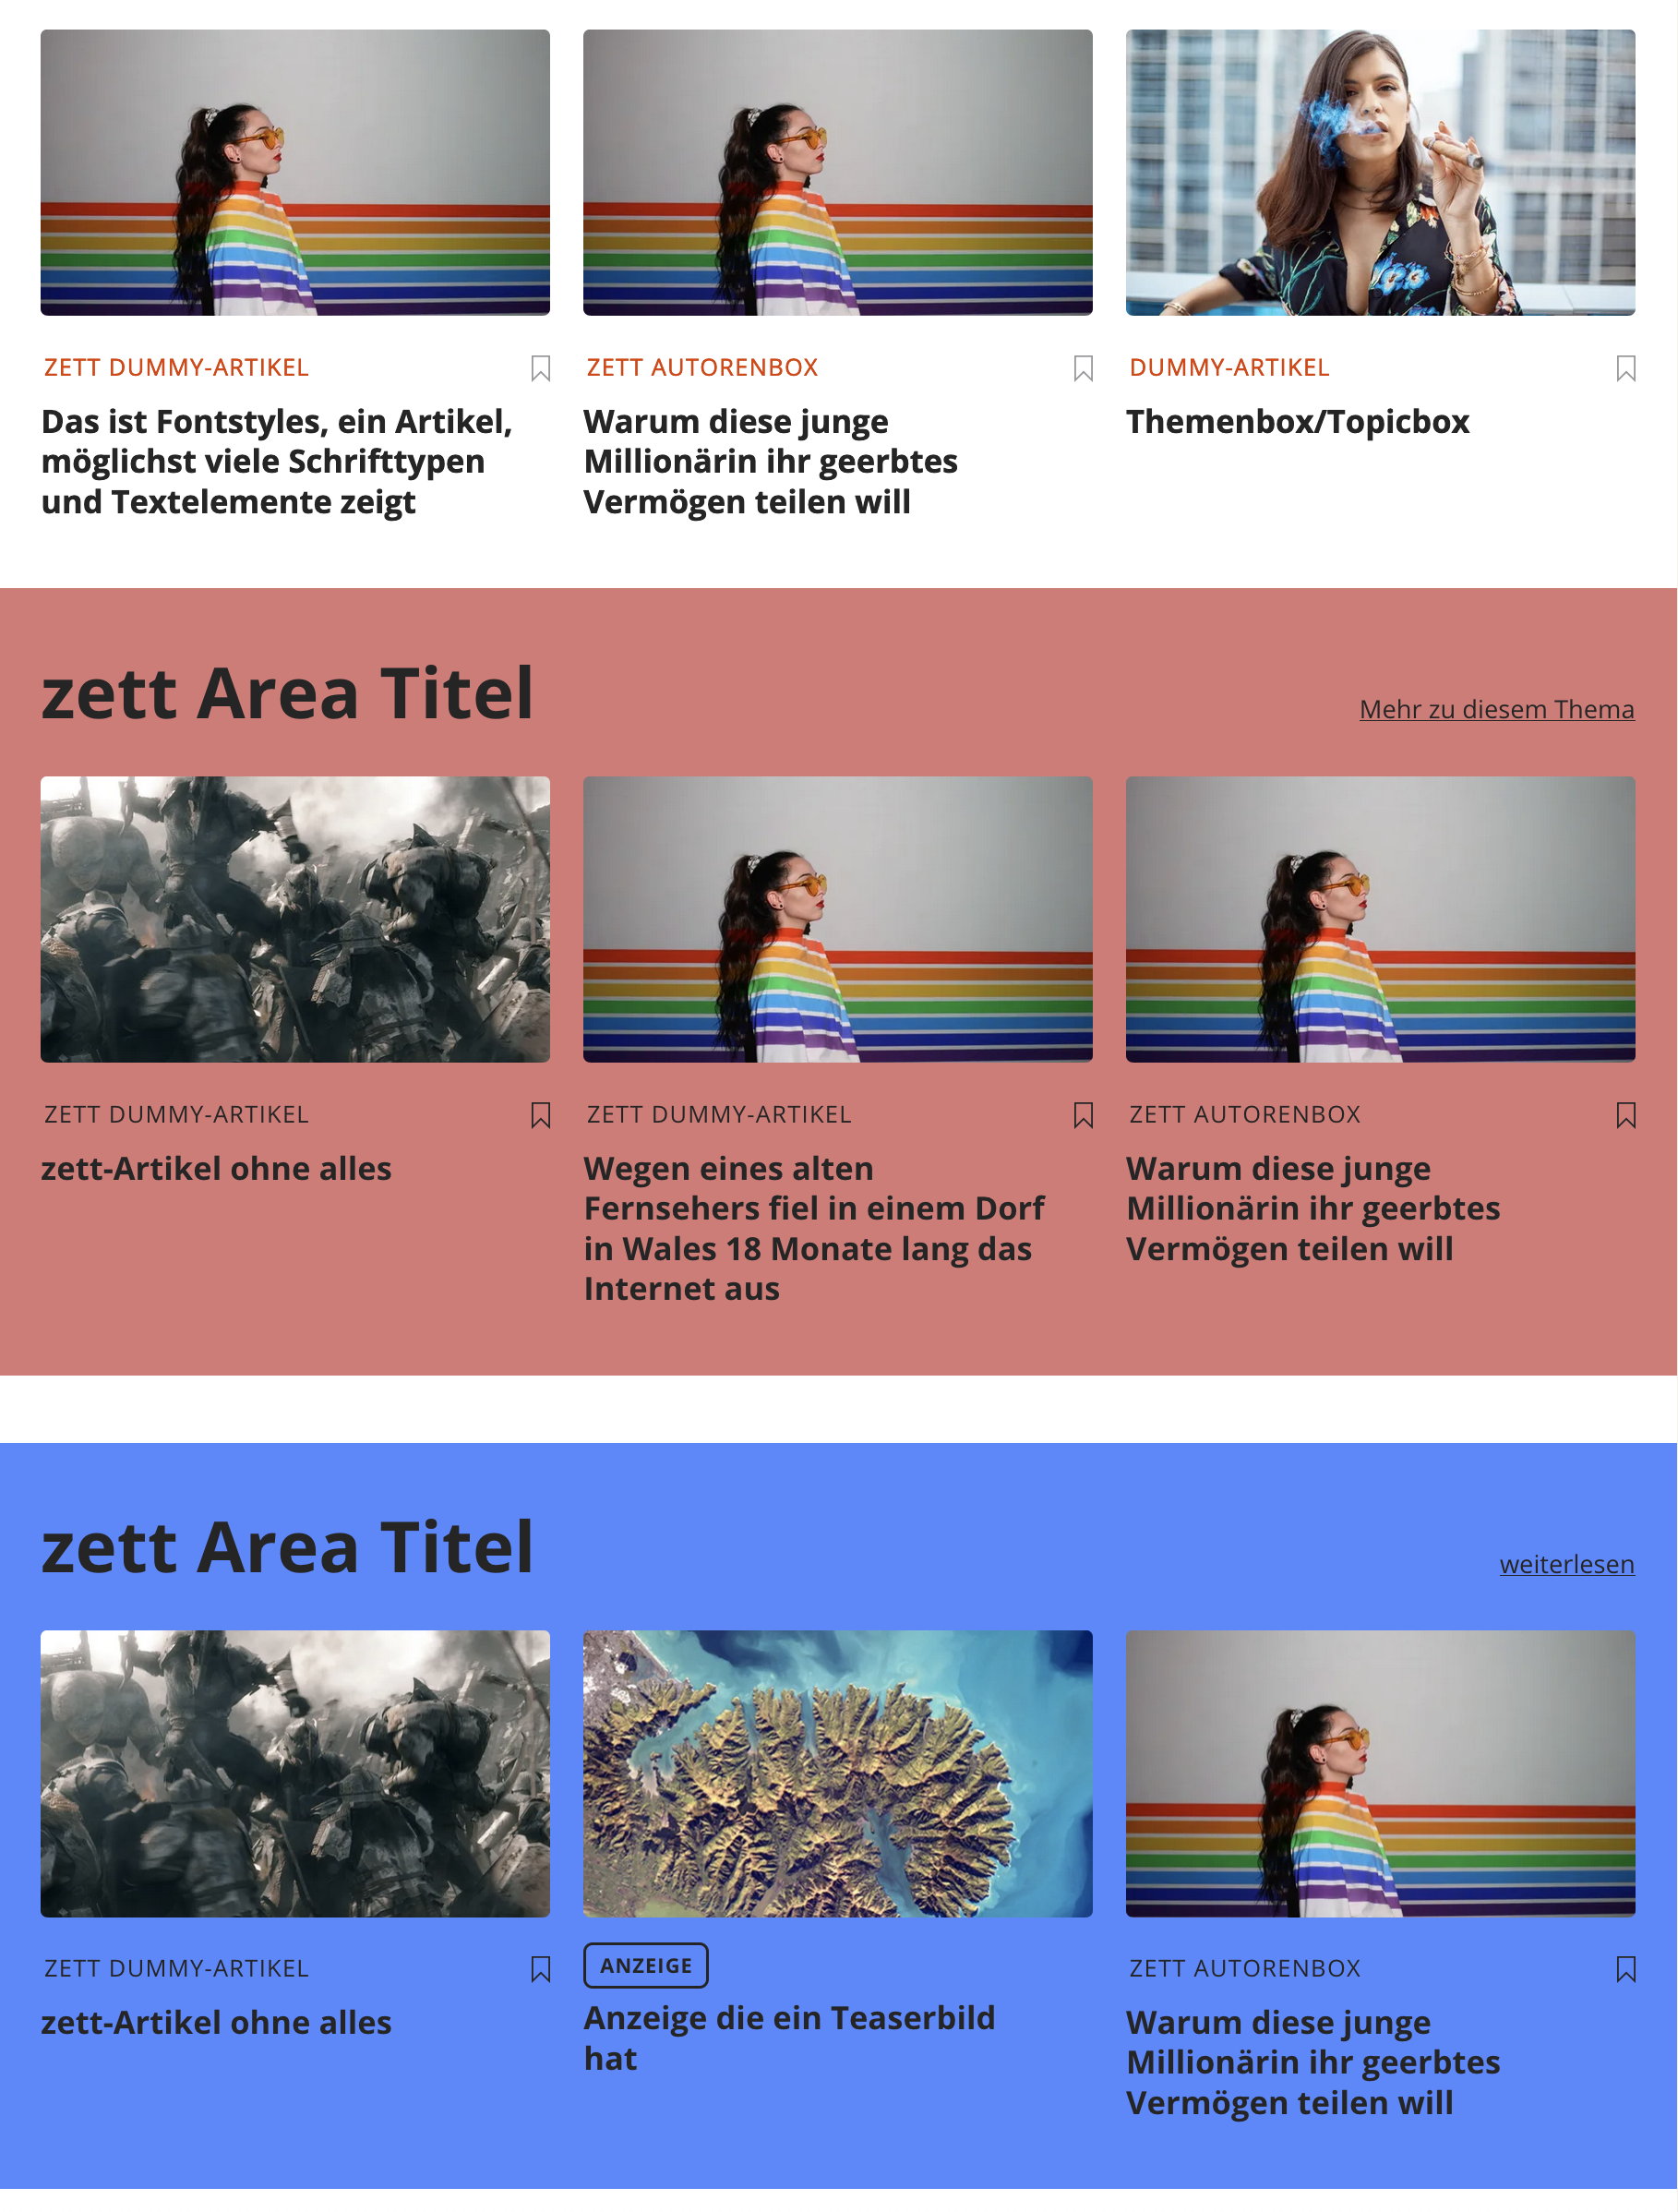 ZETT DUMMY-ARTIKEL
Das ist Fontstyles, ein Artikel,
möglichst viele Schrifttypen
und Textelemente zeigt
ZETT AUTORENBOX
Warum diese junge
Millionärin ihr geerbtes
Vermögen teilen will
DUMMY-ARTIKEL
Themenbox/Topicbox
zett Area Titel
Mehr zu diesem Thema
ZETT DUMMY-ARTIKEL
zett-Artikel ohne alles
ZETT DUMMY-ARTIKEL
Wegen eines alten
Fernsehers fiel in einem Dorf
in Wales 18 Monate lang das
Internet aus
ZETT AUTORENBOX
Warum diese junge
Millionärin ihr geerbtes
Vermögen teilen will
zett Area Titel
weiterlesen
ZETT DUMMY-ARTIKEL
zett-Artikel ohne alles
ANZEIGE
Anzeige die ein Teaserbild
hat
ZETT AUTORENBOX
Warum diese junge
Millionärin ihr geerbtes
Vermögen teilen will